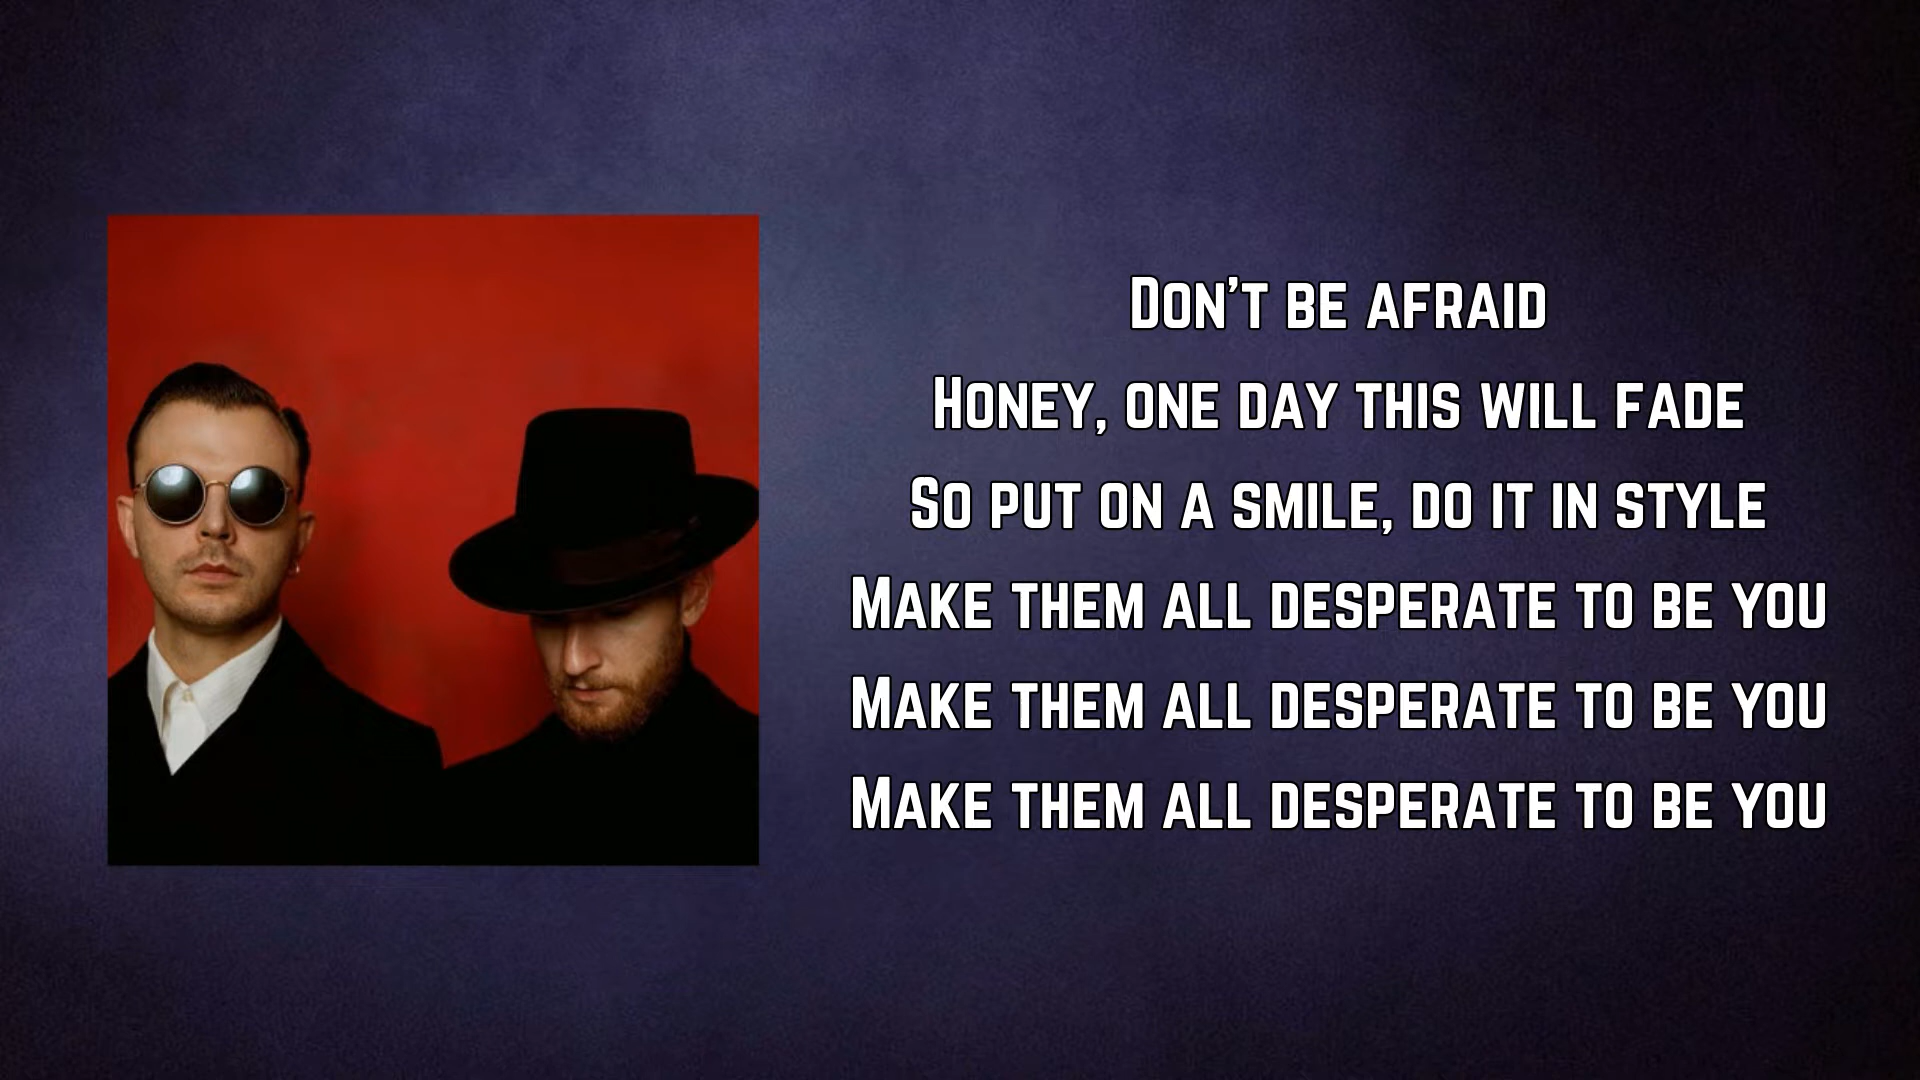 Don't be afraid
Honey, one day this will fade
So put on a smile, do it in style
Make them all desperate to be you
Make them all desperate to be you
Make them all desperate to be you